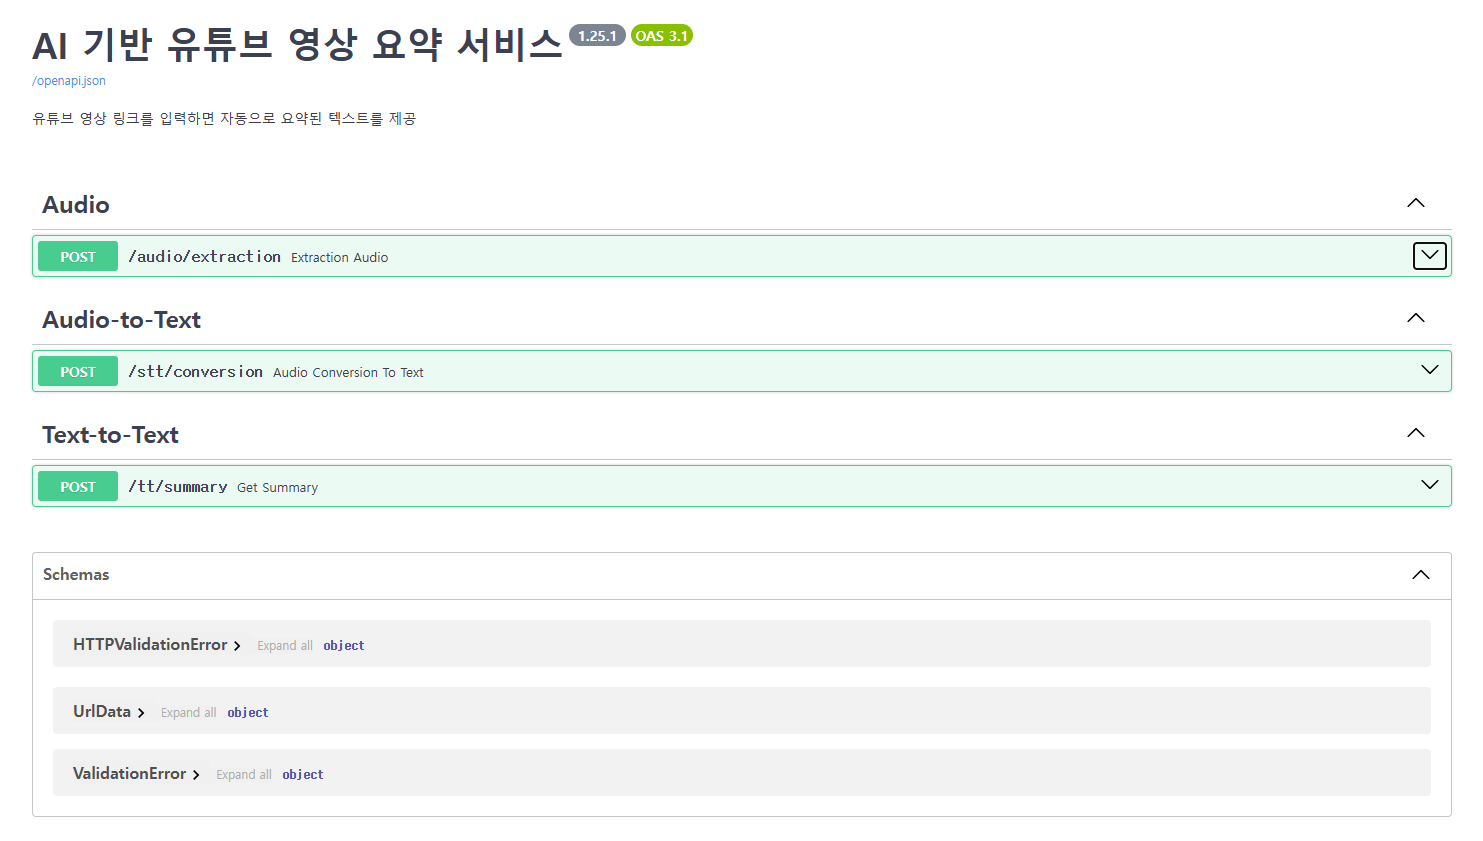 AI 기반 유튜브 영상 요약 서비스 1.25.1 OAS 3.1
/openapi.json
유튜브 영상 링크를 입력하면 자동으로 요약된 텍스트를 제공
Audio
POST /audio/extraction Extraction Audio
Audio-to-Text
POST /stt/conversion Audio Conversion To Text
Text-to-Text
POST /tt/summary Get Summary
Schemas
HTTPValidationError Expand all object
UrlData Expand all object
ValidationError Expand all object